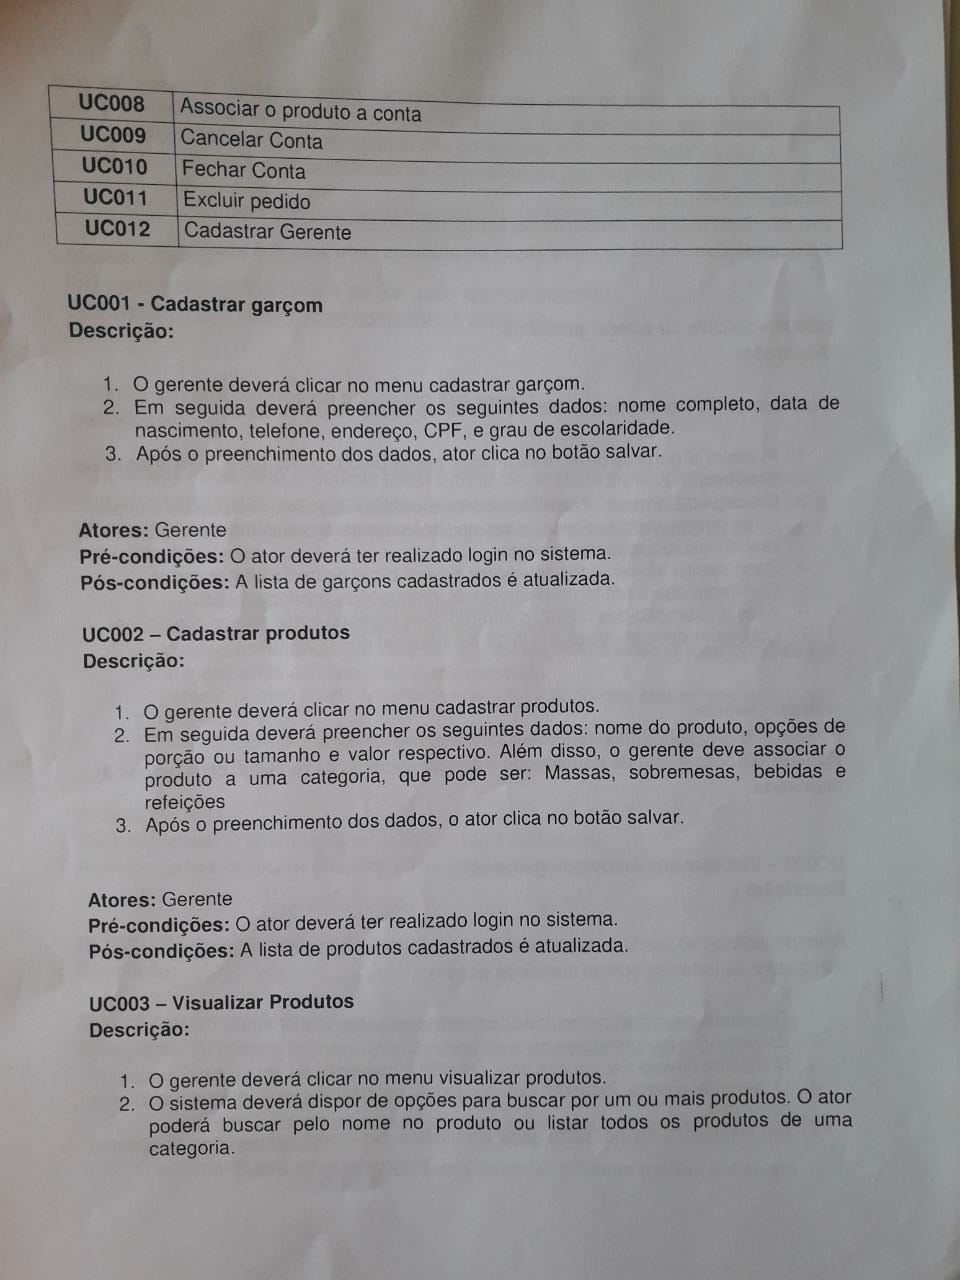 UC008 Associar o produto a conta
UC009 Cancelar Conta
UC010 Fechar Conta
UC011 Excluir pedido
UC012 Cadastrar Gerente
UC001 - Cadastrar garçom
Descrição:
1. O gerente deverá clicar no menu cadastrar garçom.
2. Em seguida deverá preencher os seguintes dados: nome completo, data de
nascimento, telefone, endereço, CPF, e grau de escolaridade.
3. Após o preenchimento dos dados, ator clica no botão salvar.
Atores: Gerente
Pré-condições: O ator deverá ter realizado login no sistema.
Pós-condições: A lista de garçons cadastrados é atualizada.
UC002 – Cadastrar produtos
Descrição:
1. O gerente deverá clicar no menu cadastrar produtos.
2. Em seguida deverá preencher os seguintes dados: nome do produto, opções de
porção ou tamanho e valor respectivo. Além disso, o gerente deve associar o
produto a uma categoria, que pode ser: Massas, sobremesas, bebidas e
refeições
3. Após o preenchimento dos dados, o ator clica no botão salvar.
Atores: Gerente
Pré-condições: O ator deverá ter realizado login no sistema.
Pós-condições: A lista de produtos cadastrados é atualizada.
UC003 – Visualizar Produtos
Descrição:
1. O gerente deverá clicar no menu visualizar produtos.
2. O sistema deverá dispor de opções para buscar por um ou mais produtos. O ator
poderá buscar pelo nome no produto ou listar todos os produtos de uma
categoria.